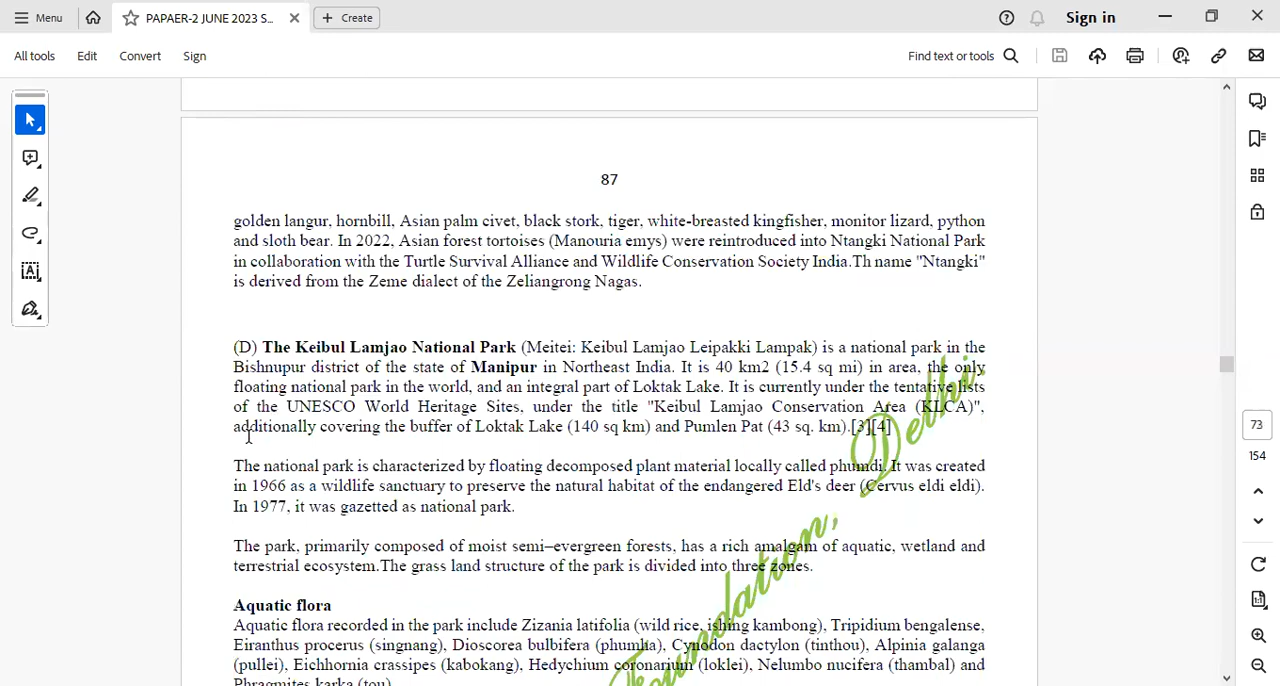 Menu
PAPAER-2 JUNE 2023 S...
Create
Sign in
All tools
Edit
Convert
Sign
Find text or tools
87
golden langur, hornbill, Asian palm civet, black stork, tiger, white-breasted kingfisher, monitor lizard, python
and sloth bear. In 2022, Asian forest tortoises (Manouria emys) were reintroduced into Ntangki National Park
in collaboration with the Turtle Survival Alliance and Wildlife Conservation Society India.Th name "Ntangki"
is derived from the Zeme dialect of the Zeliangrong Nagas.
(D) The Keibul Lamjao National Park (Meitei: Keibul Lamjao Leipakki Lampak) is a national park in the
Bishnupur district of the state of Manipur in Northeast India. It is 40 km2 (15.4 sq mi) in area, the only
floating national park in the world, and an integral part of Loktak Lake. It is currently under the tentative lists
of the UNESCO World Heritage Sites, under the title "Keibul Lamjao Conservation Area (KLCA)",
additionally covering the buffer of Loktak Lake (140 sq km) and Pumlen Pat (43 sq. km).[3][4]
The national park is characterized by floating decomposed plant material locally called phumdi. It was created
in 1966 as a wildlife sanctuary to preserve the natural habitat of the endangered Eld's deer (Cervus eldi eldi).
In 1977, it was gazetted as national park.
The park, primarily composed of moist semi–evergreen forests, has a rich amalgam of aquatic, wetland and
terrestrial ecosystem.The grass land structure of the park is divided into three zones.
Aquatic flora
Aquatic flora recorded in the park include Zizania latifolia (wild rice, ishing kambong), Tripidium bengalense,
Eiranthus procerus (singnang), Dioscorea bulbifera (phumha), Cynodon dactylon (tinthou), Alpinia galanga
(pullei), Eichhornia crassipes (kabokang), Hedychium coronarium (loklei), Nelumbo nucifera (thambal) and
Phragmites karka (tou)
Foundation, Delhi
73
154